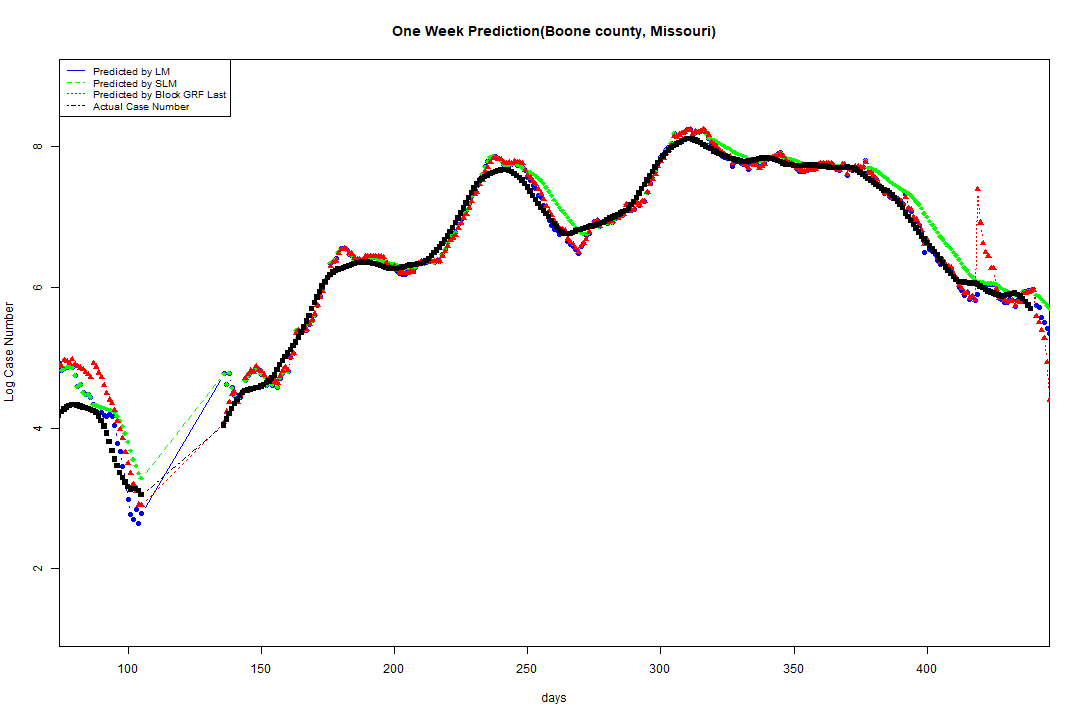 One Week Prediction(Boone county, Missouri)
Predicted by LM
Predicted by SLM
Predicted by Block GRF Last
Actual Case Number
Log Case Number
8
6
4
2
100 150 200 250 300 350 400
days